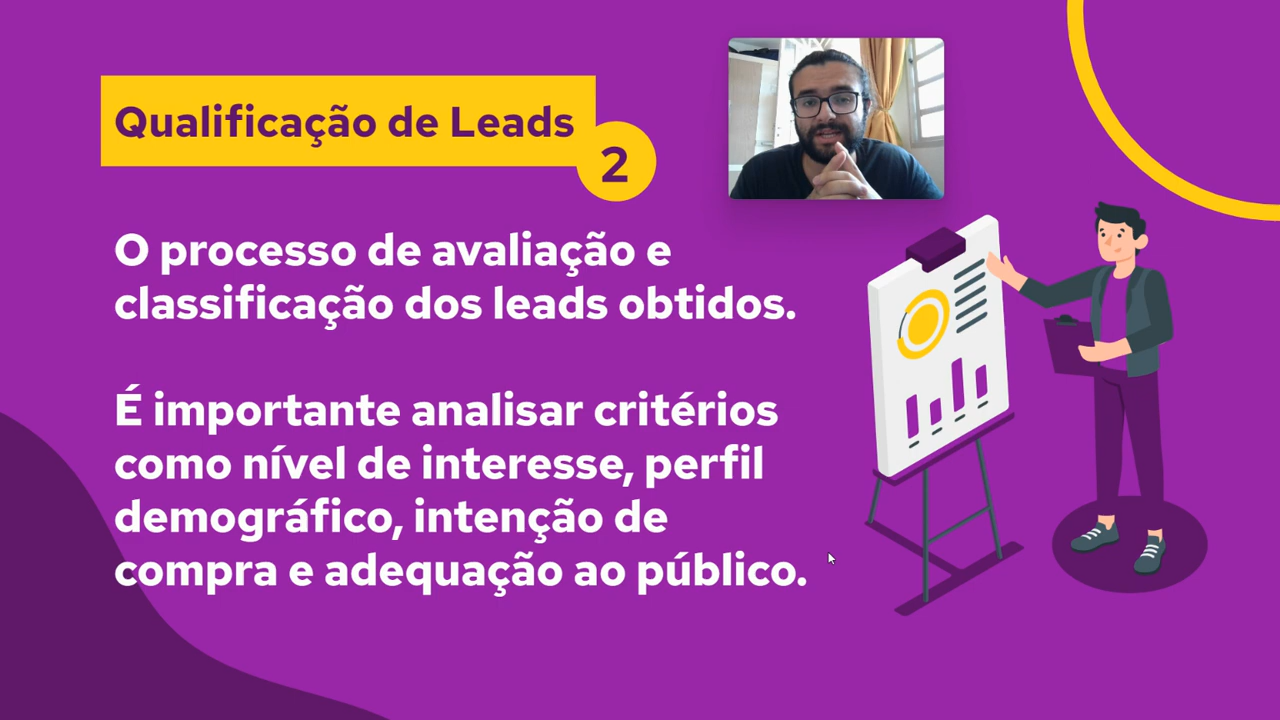 Qualificação de Leads
2
O processo de avaliação e
classificação dos leads obtidos.
É importante analisar critérios
como nível de interesse, perfil
demográfico, intenção de
compra e adequação ao público.